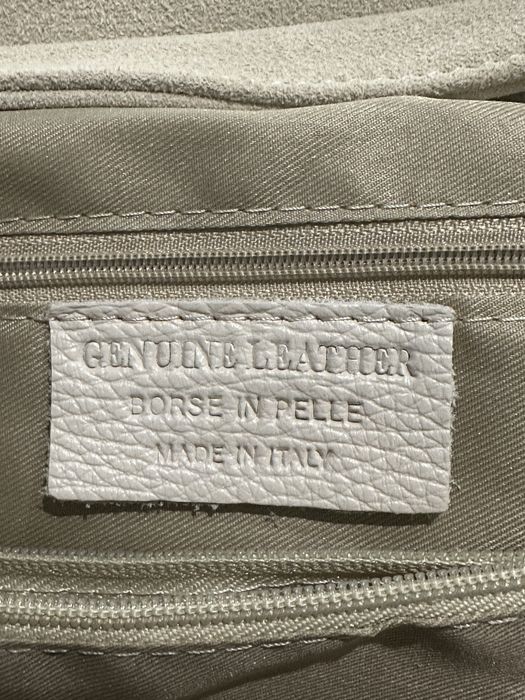 GENUINE LEATHER
BORSE IN PELLE
MADE IN ITALY